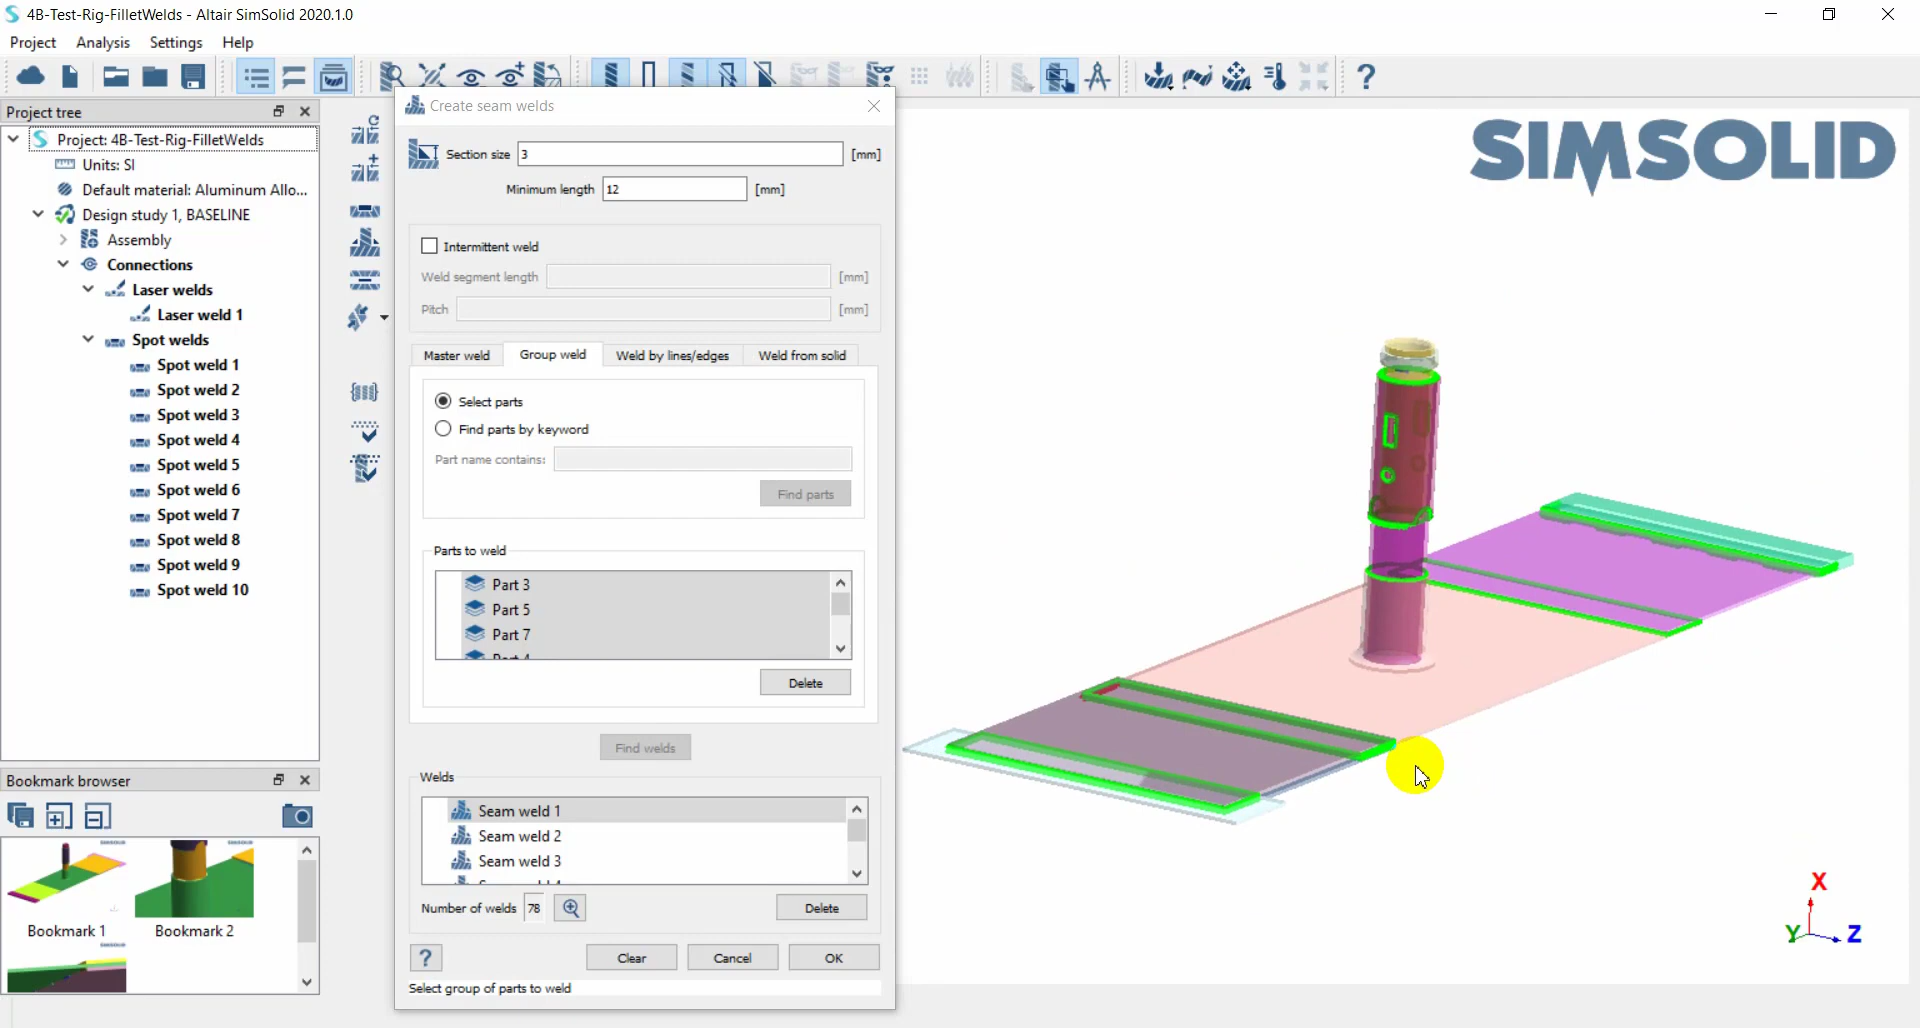 4B-Test-Rig-FilletWelds - Altair SimSolid 2020.1.0
Project Analysis Settings Help
Project tree
Project: 4B-Test-Rig-FilletWelds
Units: SI
Default material: Aluminum Allo...
Design study 1, BASELINE
Assembly
Connections
Laser welds
Laser weld 1
Spot welds
Spot weld 1
Spot weld 2
Spot weld 3
Spot weld 4
Spot weld 5
Spot weld 6
Spot weld 7
Spot weld 8
Spot weld 9
Spot weld 10
Bookmark browser
Bookmark 1
Bookmark 2
Create seam welds
Section size 3 [mm]
Minimum length 12 [mm]
Intermittent weld
Weld segment length [mm]
Pitch [mm]
Master weld Group weld Weld by lines/edges Weld from solid
Select parts
Find parts by keyword
Part name contains:
Find parts
Parts to weld
Part 3
Part 5
Part 7
Delete
Find welds
Welds
Seam weld 1
Seam weld 2
Seam weld 3
Number of welds 78
Delete
? Clear Cancel OK
Select group of parts to weld
SIMSOLID
X
Y Z